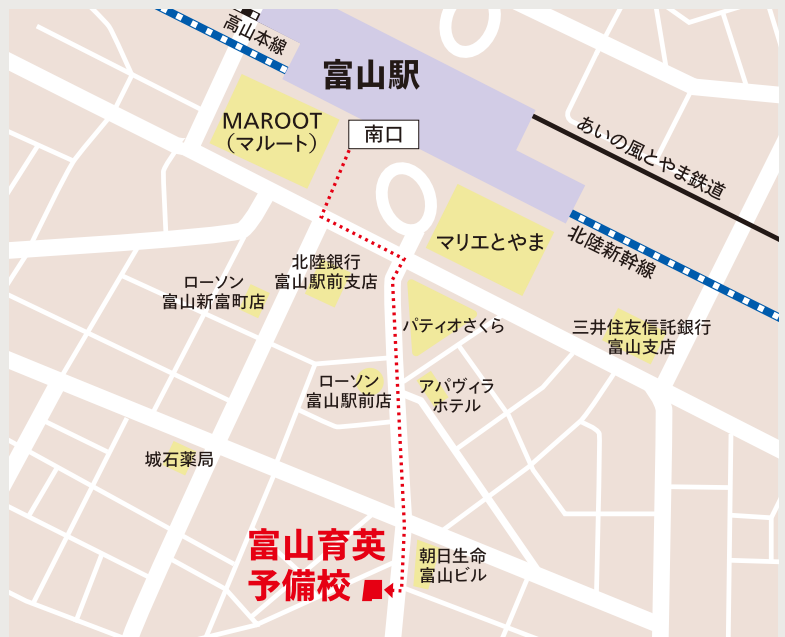 高山本線
富山駅
MAROOT
（マルート）
南口
あいの風とやま鉄道
マリエとやま
北陸新幹線
北陸銀行
富山駅前支店
ローソン
富山新富町店
パティオさくら
三井住友信託銀行
富山支店
ローソン
富山駅前店
アパヴィラ
ホテル
城石薬局
富山育英
予備校
朝日生命
富山ビル